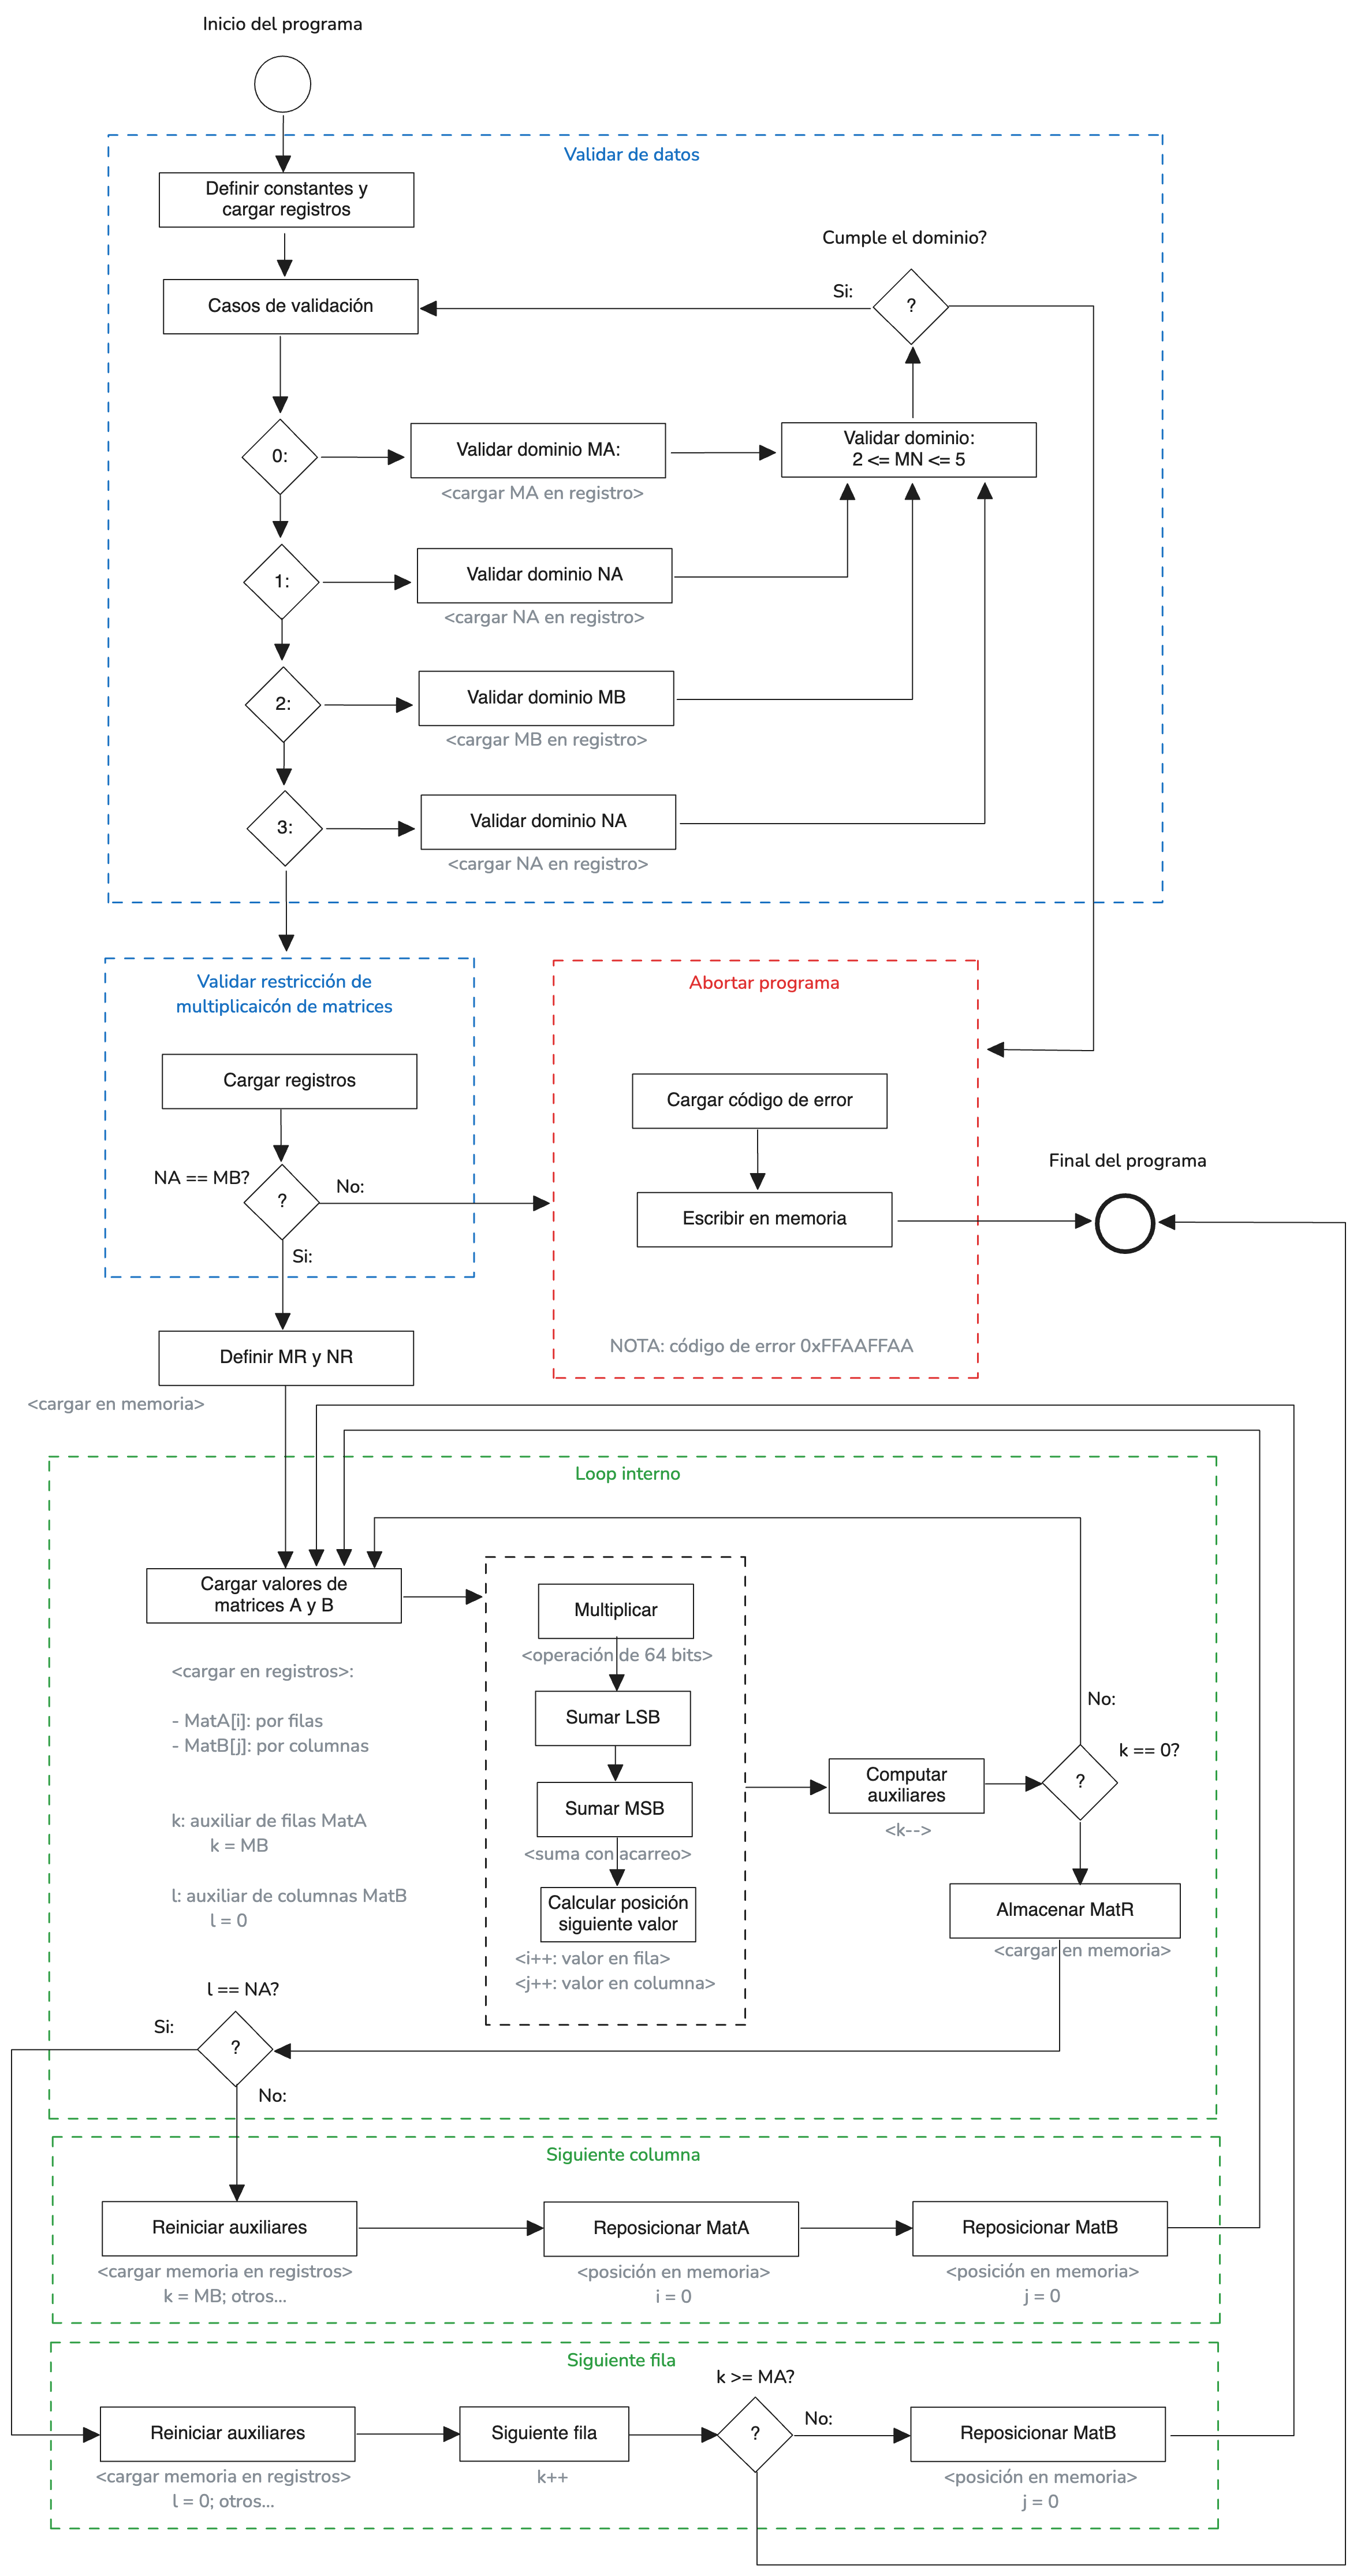 Inicio del programa
Validar de datos
Definir constantes y
cargar registros
Cumple el dominio?
Casos de validación
Si:
?
0:
Validar dominio MA:
<cargar MA en registro>
Validar dominio:
2 <= MN <= 5
1:
Validar dominio NA
<cargar NA en registro>
2:
Validar dominio MB
<cargar MB en registro>
3:
Validar dominio NA
<cargar NA en registro>
Validar restricción de
multiplicaicón de matrices
Cargar registros
NA == MB?
?
No:
Si:
Abortar programa
Cargar código de error
Escribir en memoria
NOTA: código de error 0xFFAAFFAA
Final del programa
Definir MR y NR
<cargar en memoria>
Loop interno
Cargar valores de
matrices A y B
<cargar en registros>:
- MatA[i]: por filas
- MatB[j]: por columnas
k: auxiliar de filas MatA
k = MB
l: auxiliar de columnas MatB
l = 0
Multiplicar
<operación de 64 bits>
Sumar LSB
Sumar MSB
<suma con acarreo>
Calcular posición
siguiente valor
<i++: valor en fila>
<j++: valor en columna>
Computar
auxiliares
<k-->
No:
k == 0?
?
Almacenar MatR
<cargar en memoria>
l == NA?
Si:
?
No:
Siguiente columna
Reiniciar auxiliares
<cargar memoria en registros>
k = MB; otros...
Reposicionar MatA
<posición en memoria>
i = 0
Reposicionar MatB
<posición en memoria>
j = 0
Siguiente fila
Reiniciar auxiliares
<cargar memoria en registros>
l = 0; otros...
Siguiente fila
k++
k >= MA?
?
No:
Reposicionar MatB
<posición en memoria>
j = 0